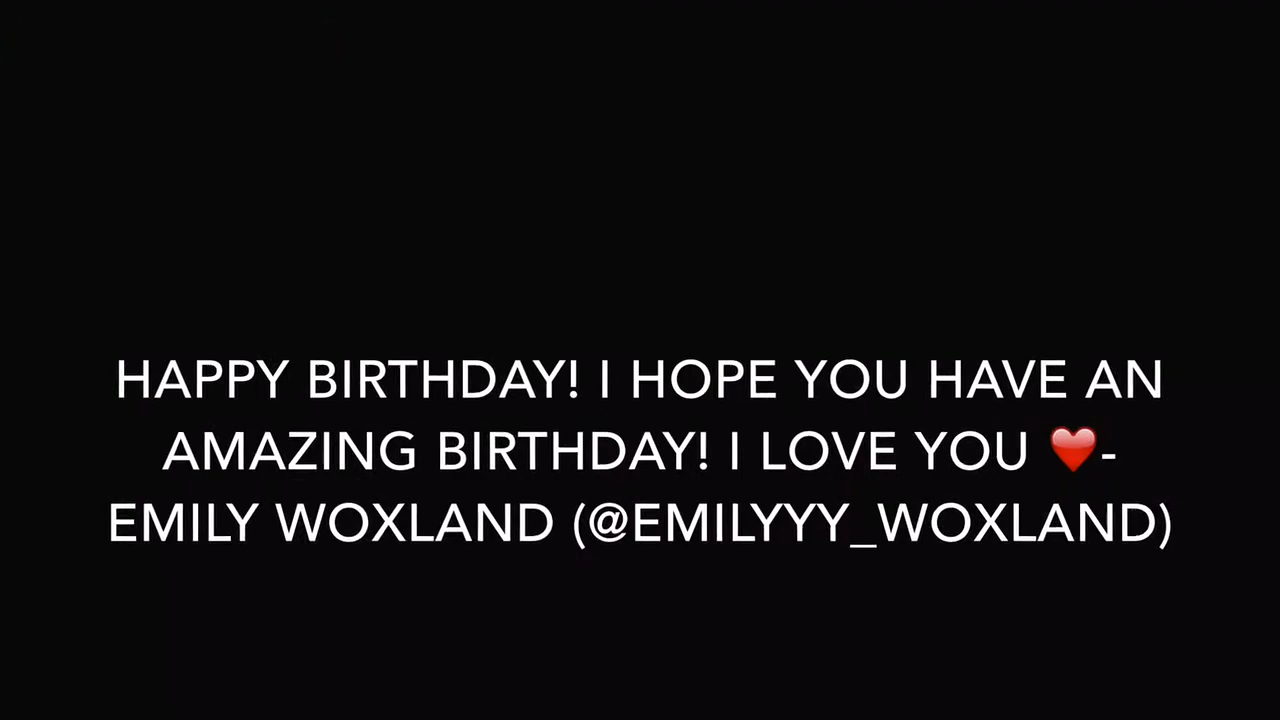 HAPPY BIRTHDAY! I HOPE YOU HAVE AN
AMAZING BIRTHDAY! I LOVE YOU ❤️-
EMILY WOXLAND (@EMILYYY_WOXLAND)